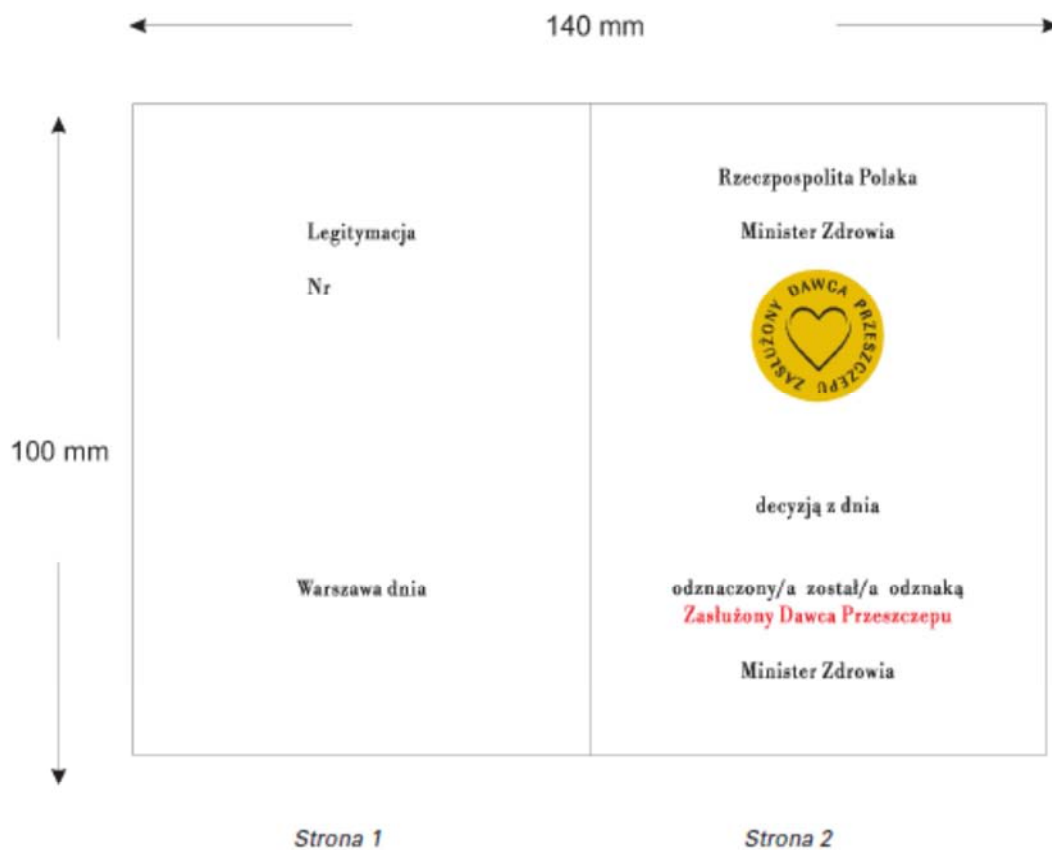 140 mm
100 mm
Legitymacja
Nr
Warszawa dnia
Rzeczpospolita Polska
Minister Zdrowia
ZASŁUŻONY DAWCA PRZESZCZEPU
decyzją z dnia
odznaczony/a został/a odznaką
Zasłużony Dawca Przeszczepu
Minister Zdrowia
Strona 1
Strona 2